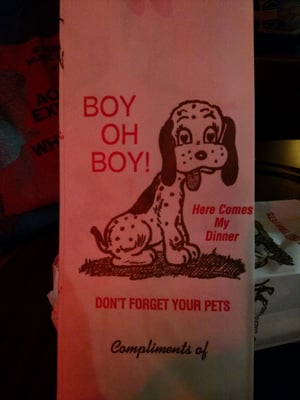 BOY
OH
BOY!
Here Comes
My
Dinner
DON'T FORGET YOUR PETS
Compliments of